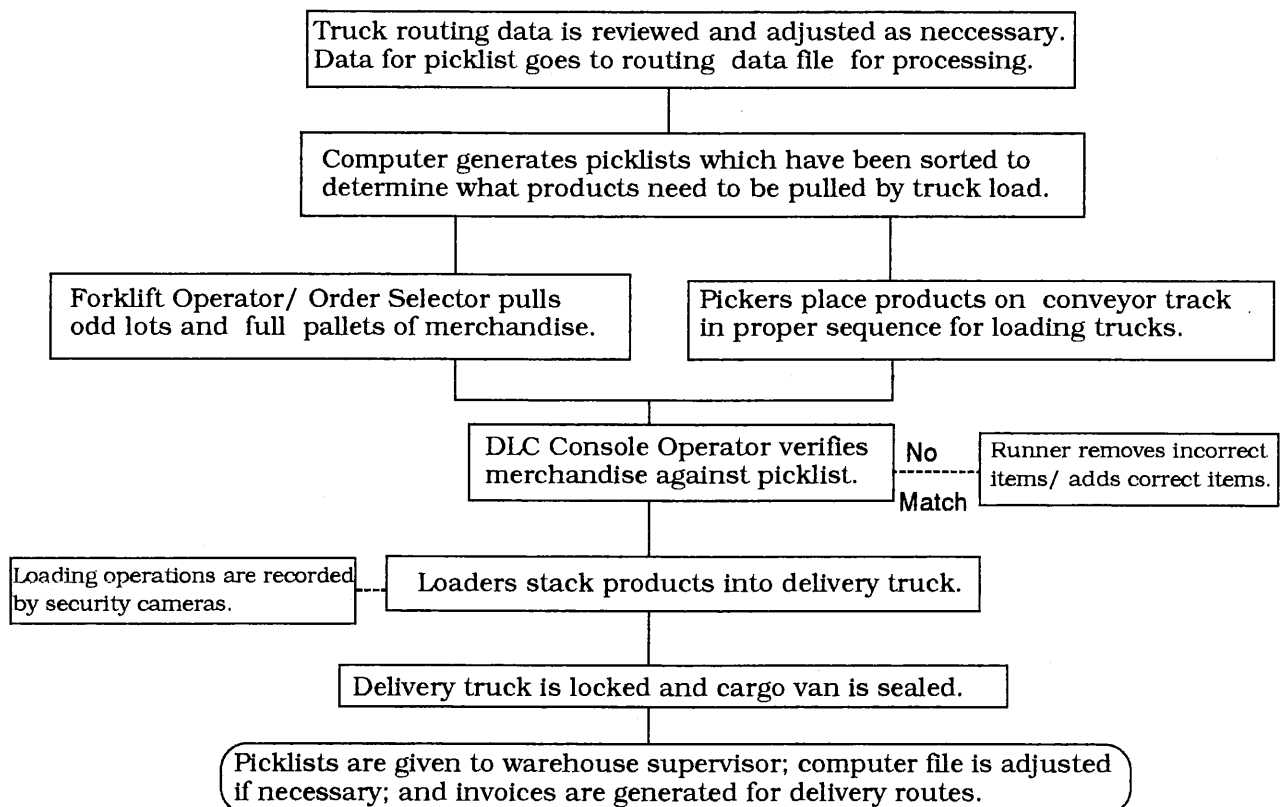 Truck routing data is reviewed and adjusted as neccessary.
Data for picklist goes to routing data file for processing.
Computer generates picklists which have been sorted to
determine what products need to be pulled by truck load.
Forklift Operator/ Order Selector pulls
odd lots and full pallets of merchandise.
Pickers place products on conveyor track
in proper sequence for loading trucks.
DLC Console Operator verifies
merchandise against picklist.
No
Match
Runner removes incorrect
items/ adds correct items.
Loading operations are recorded
by security cameras.
Loaders stack products into delivery truck.
Delivery truck is locked and cargo van is sealed.
Picklists are given to warehouse supervisor; computer file is adjusted
if necessary; and invoices are generated for delivery routes.